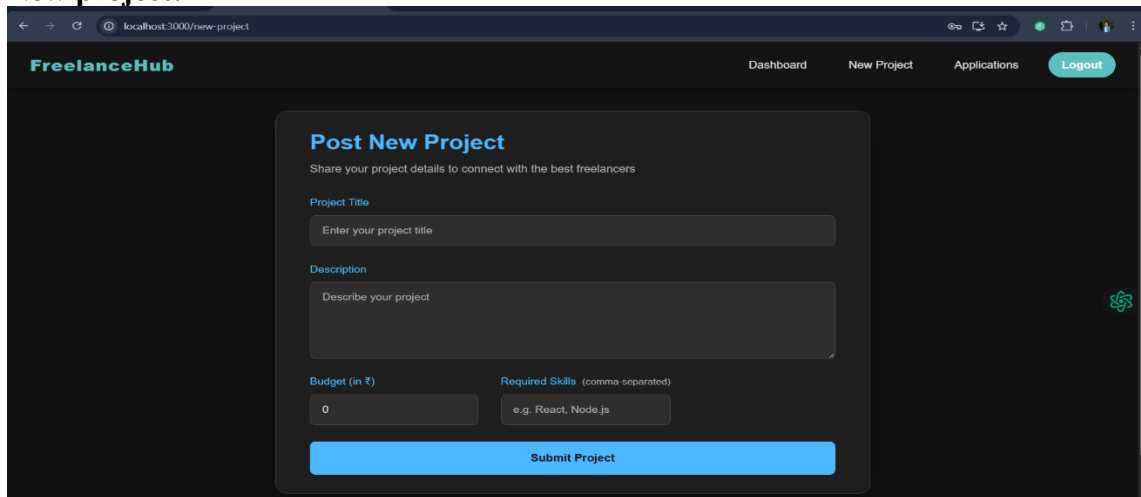 localhost:3000/new-project
FreelanceHub Dashboard New Project Applications Logout
Post New Project
Share your project details to connect with the best freelancers
Project Title
Enter your project title
Description
Describe your project
Budget (in ₹) Required Skills (comma-separated)
0 e.g. React, Node.js
Submit Project